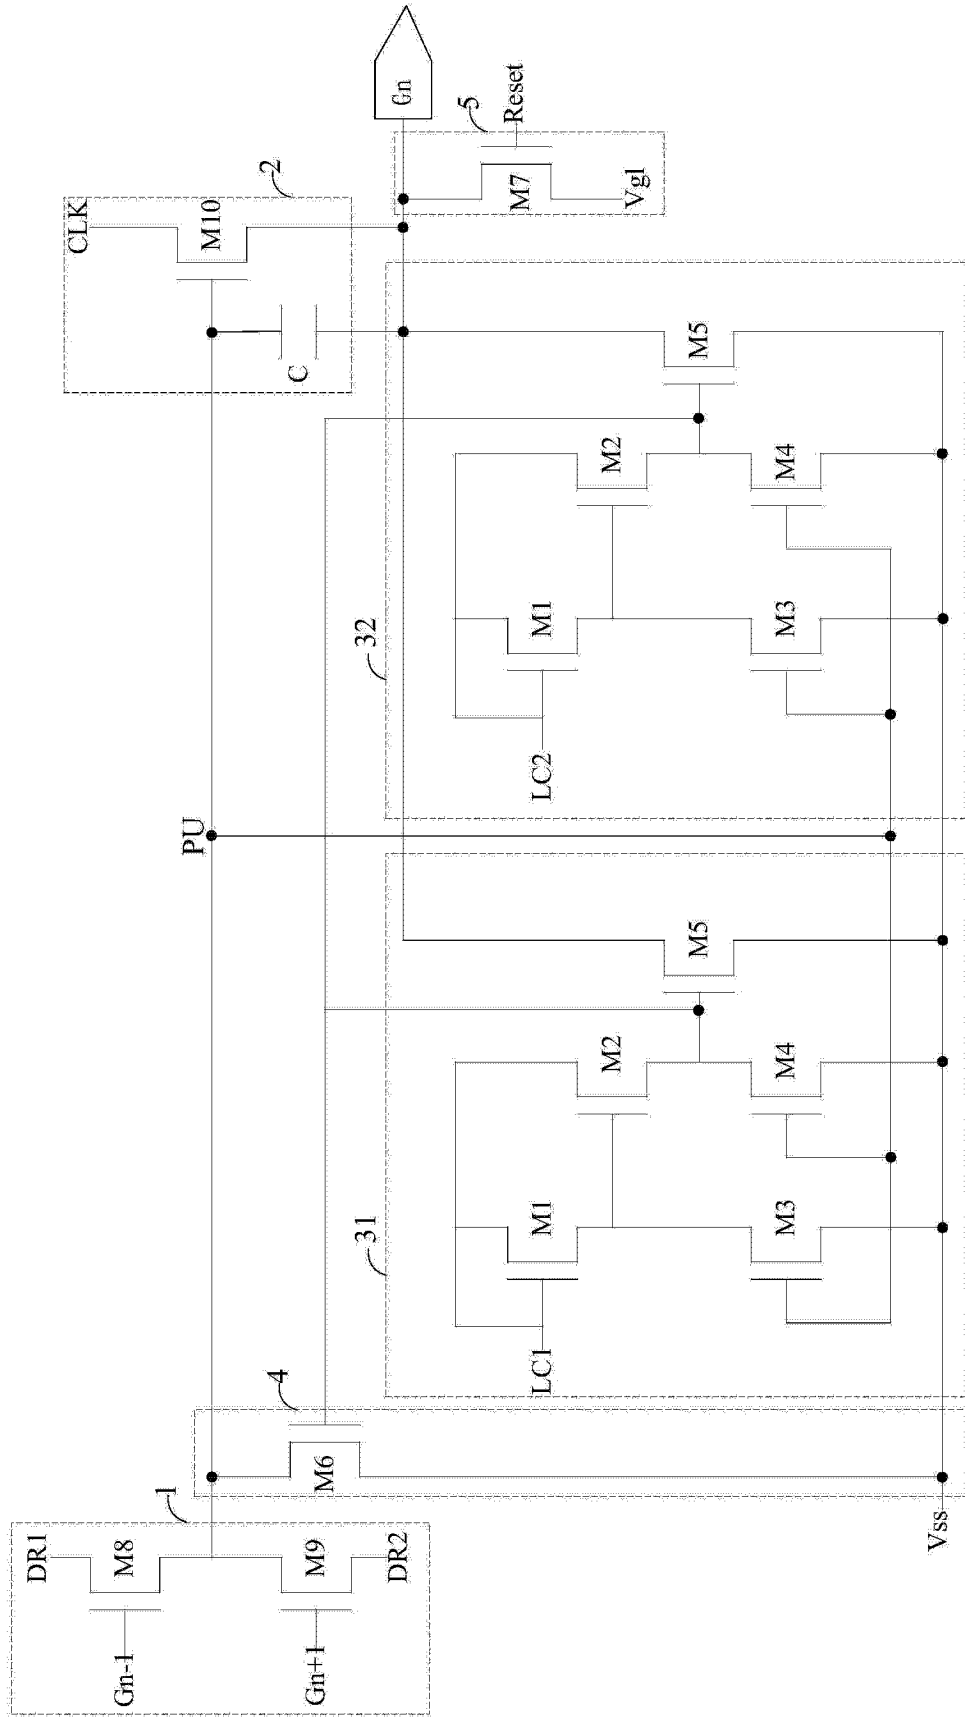 DR1
M8
Gn-1
M9
Gn+1
DR2
1
M6
4
Vss
PU
31
LC1
M1
M2
M3
M4
M5
32
LC2
M1
M2
M3
M4
M5
CLK
M10
2
C
Gn
5
Reset
M7
Vgl